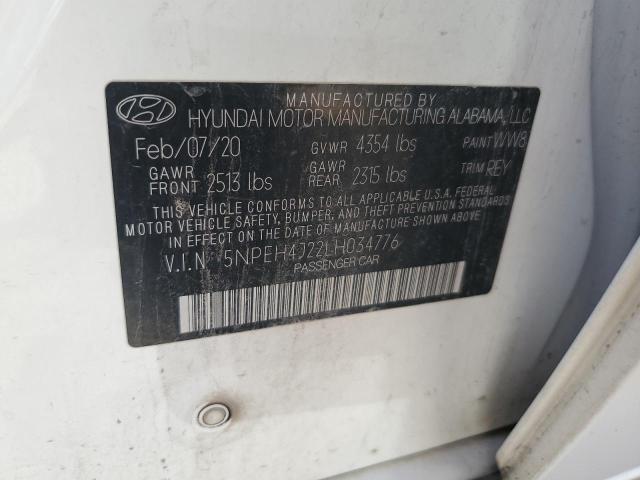 MANUFACTURED BY
HYUNDAI MOTOR MANUFACTURING ALABAMA, LLC
Feb/07/20 GVWR 4354 lbs PAINT WW8
GAWR FRONT 2513 lbs GAWR REAR 2315 lbs TRIM REY
THIS VEHICLE CONFORMS TO ALL APPLICABLE U.S.A. FEDERAL
MOTOR VEHICLE SAFETY, BUMPER, AND THEFT PREVENTION STANDARDS
IN EFFECT ON THE DATE OF MANUFACTURE SHOWN ABOVE.
V.I.N. 5NPEH4J22LH034776
PASSENGER CAR